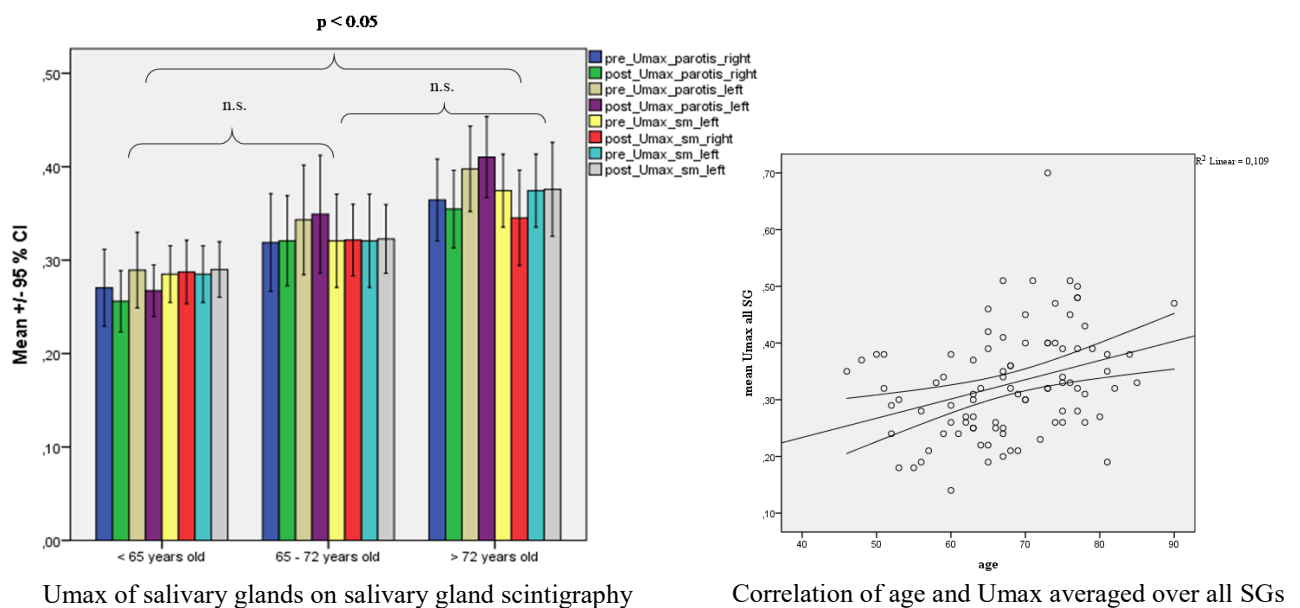 p < 0.05
n.s.
n.s.
pre_Umax_parotis_right
post_Umax_parotis_right
pre_Umax_parotis_left
post_Umax_parotis_left
pre_Umax_sm_left
post_Umax_sm_right
pre_Umax_sm_left
post_Umax_sm_left
Mean +/- 95 % CI
,50
,40
,30
,20
,10
,00
< 65 years old
65 - 72 years old
> 72 years old
Umax of salivary glands on salivary gland scintigraphy
R² Linear = 0,109
mean Umax all SG
,70
,60
,50
,40
,30
,20
,10
40 50 60 70 80 90
age
Correlation of age and Umax averaged over all SGs